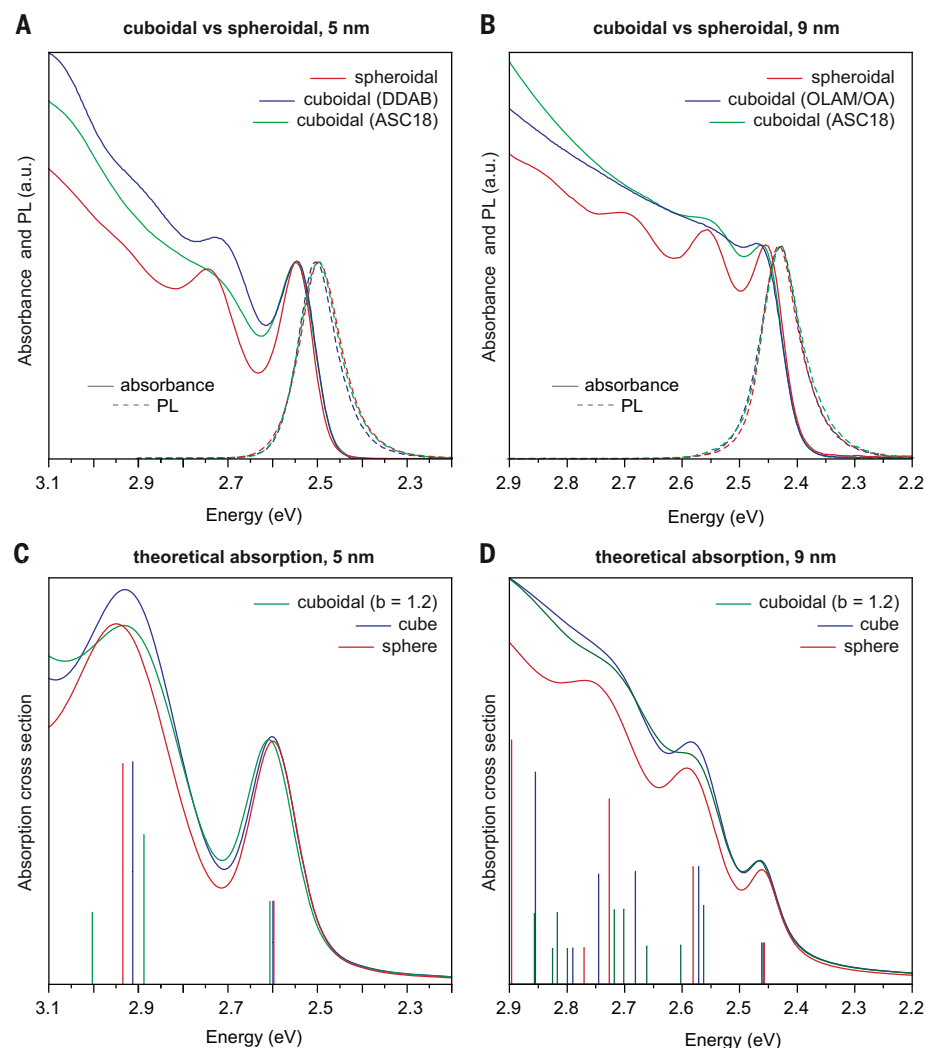 A
cuboidal vs spheroidal, 5 nm
spheroidal
cuboidal (DDAB)
cuboidal (ASC18)
Absorbance and PL (a.u.)
absorbance
PL
3.1 2.9 2.7 2.5 2.3
Energy (eV)
B
cuboidal vs spheroidal, 9 nm
spheroidal
cuboidal (OLAM/OA)
cuboidal (ASC18)
Absorbance and PL (a.u.)
absorbance
PL
2.9 2.8 2.7 2.6 2.5 2.4 2.3 2.2
Energy (eV)
C
theoretical absorption, 5 nm
cuboidal (b = 1.2)
cube
sphere
Absorption cross section
3.1 2.9 2.7 2.5 2.3
Energy (eV)
D
theoretical absorption, 9 nm
cuboidal (b = 1.2)
cube
sphere
Absorption cross section
2.9 2.8 2.7 2.6 2.5 2.4 2.3 2.2
Energy (eV)